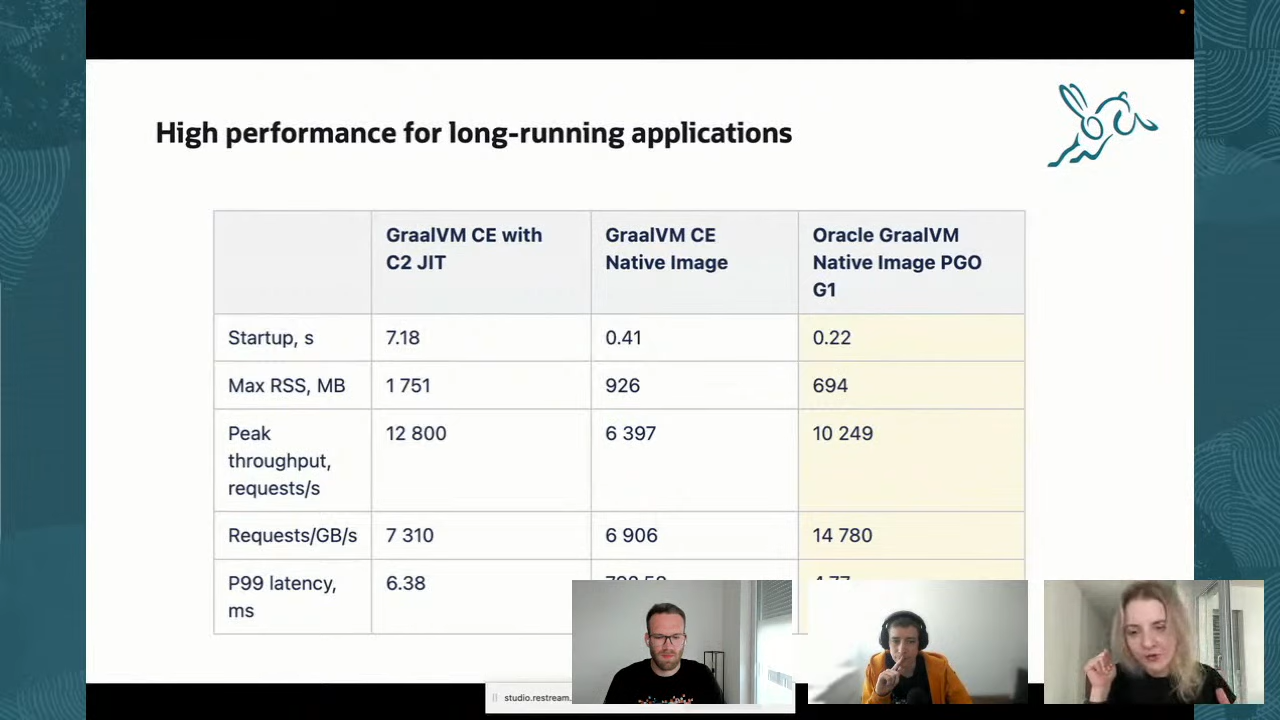 High performance for long-running applications
GraalVM CE with
C2 JIT
GraalVM CE
Native Image
Oracle GraalVM
Native Image PGO
G1
Startup, s
7.18
0.41
0.22
Max RSS, MB
1 751
926
694
Peak
throughput,
requests/s
12 800
6 397
10 249
Requests/GB/s
7 310
6 906
14 780
P99 latency,
ms
6.38
studio.restream.